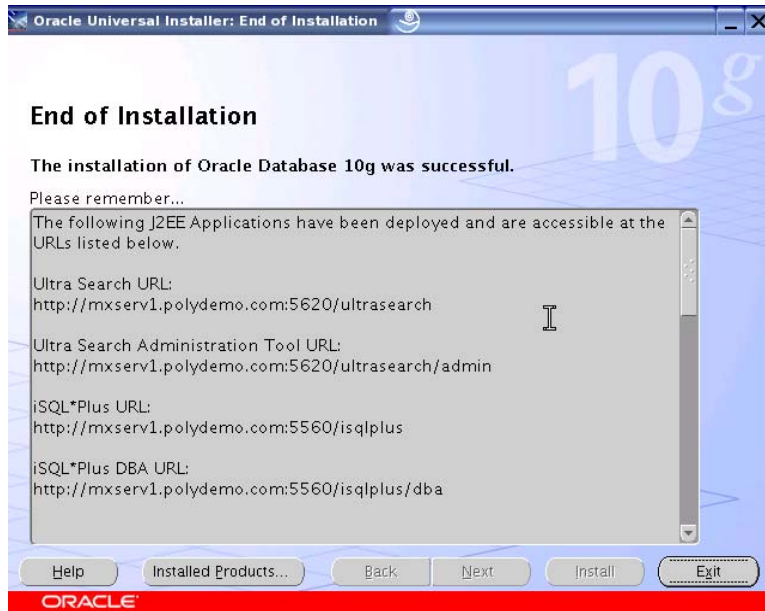 Oracle Universal Installer: End of Installation
10g
End of Installation
The installation of Oracle Database 10g was successful.
Please remember...
The following J2EE Applications have been deployed and are accessible at the
URLs listed below.
Ultra Search URL:
http://mxserv1.polydemo.com:5620/ultrasearch
Ultra Search Administration Tool URL:
http://mxserv1.polydemo.com:5620/ultrasearch/admin
iSQL*Plus URL:
http://mxserv1.polydemo.com:5560/isqlplus
iSQL*Plus DBA URL:
http://mxserv1.polydemo.com:5560/isqlplus/dba
Help Installed Products... Back Next Install Exit
ORACLE